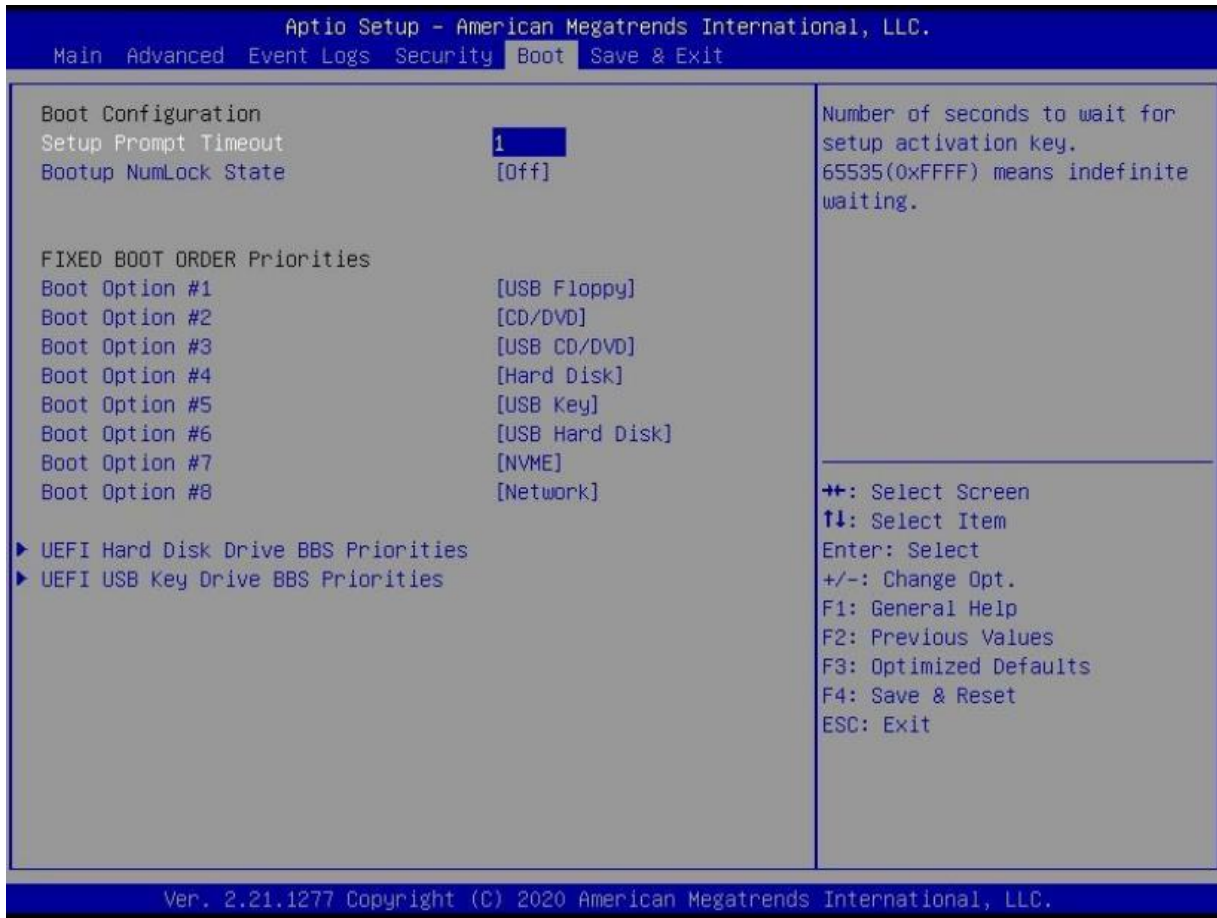 Aptio Setup – American Megatrends International, LLC.
Main Advanced Event Logs Security Boot Save & Exit
Boot Configuration
Setup Prompt Timeout 1
Bootup NumLock State [Off]
FIXED BOOT ORDER Priorities
Boot Option #1 [USB Floppy]
Boot Option #2 [CD/DVD]
Boot Option #3 [USB CD/DVD]
Boot Option #4 [Hard Disk]
Boot Option #5 [USB Key]
Boot Option #6 [USB Hard Disk]
Boot Option #7 [NVME]
Boot Option #8 [Network]
▶ UEFI Hard Disk Drive BBS Priorities
▶ UEFI USB Key Drive BBS Priorities
Number of seconds to wait for
setup activation key.
65535(0xFFFF) means indefinite
waiting.
→←: Select Screen
↑↓: Select Item
Enter: Select
+/-: Change Opt.
F1: General Help
F2: Previous Values
F3: Optimized Defaults
F4: Save & Reset
ESC: Exit
Ver. 2.21.1277 Copyright (C) 2020 American Megatrends International, LLC.